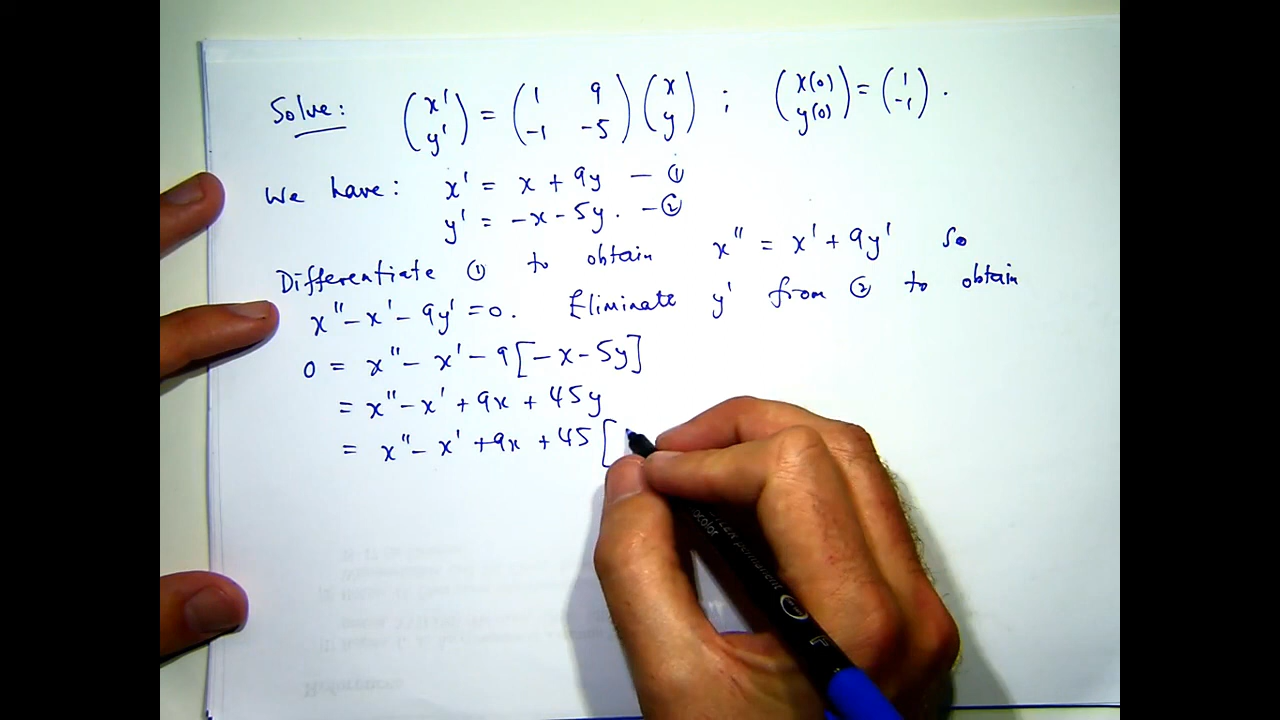 Solve: (x' y') = (1 9 -1 -5) (x y) ; (x(0) y(0)) = (1 -1) .
We have: x' = x + 9y — ①
y' = -x - 5y. — ②
Differentiate ① to obtain x'' = x' + 9y' so
x'' - x' - 9y' = 0. Eliminate y' from ② to obtain
0 = x'' - x' - 9[-x - 5y]
= x'' - x' + 9x + 45y
= x'' - x' + 9x + 45 [